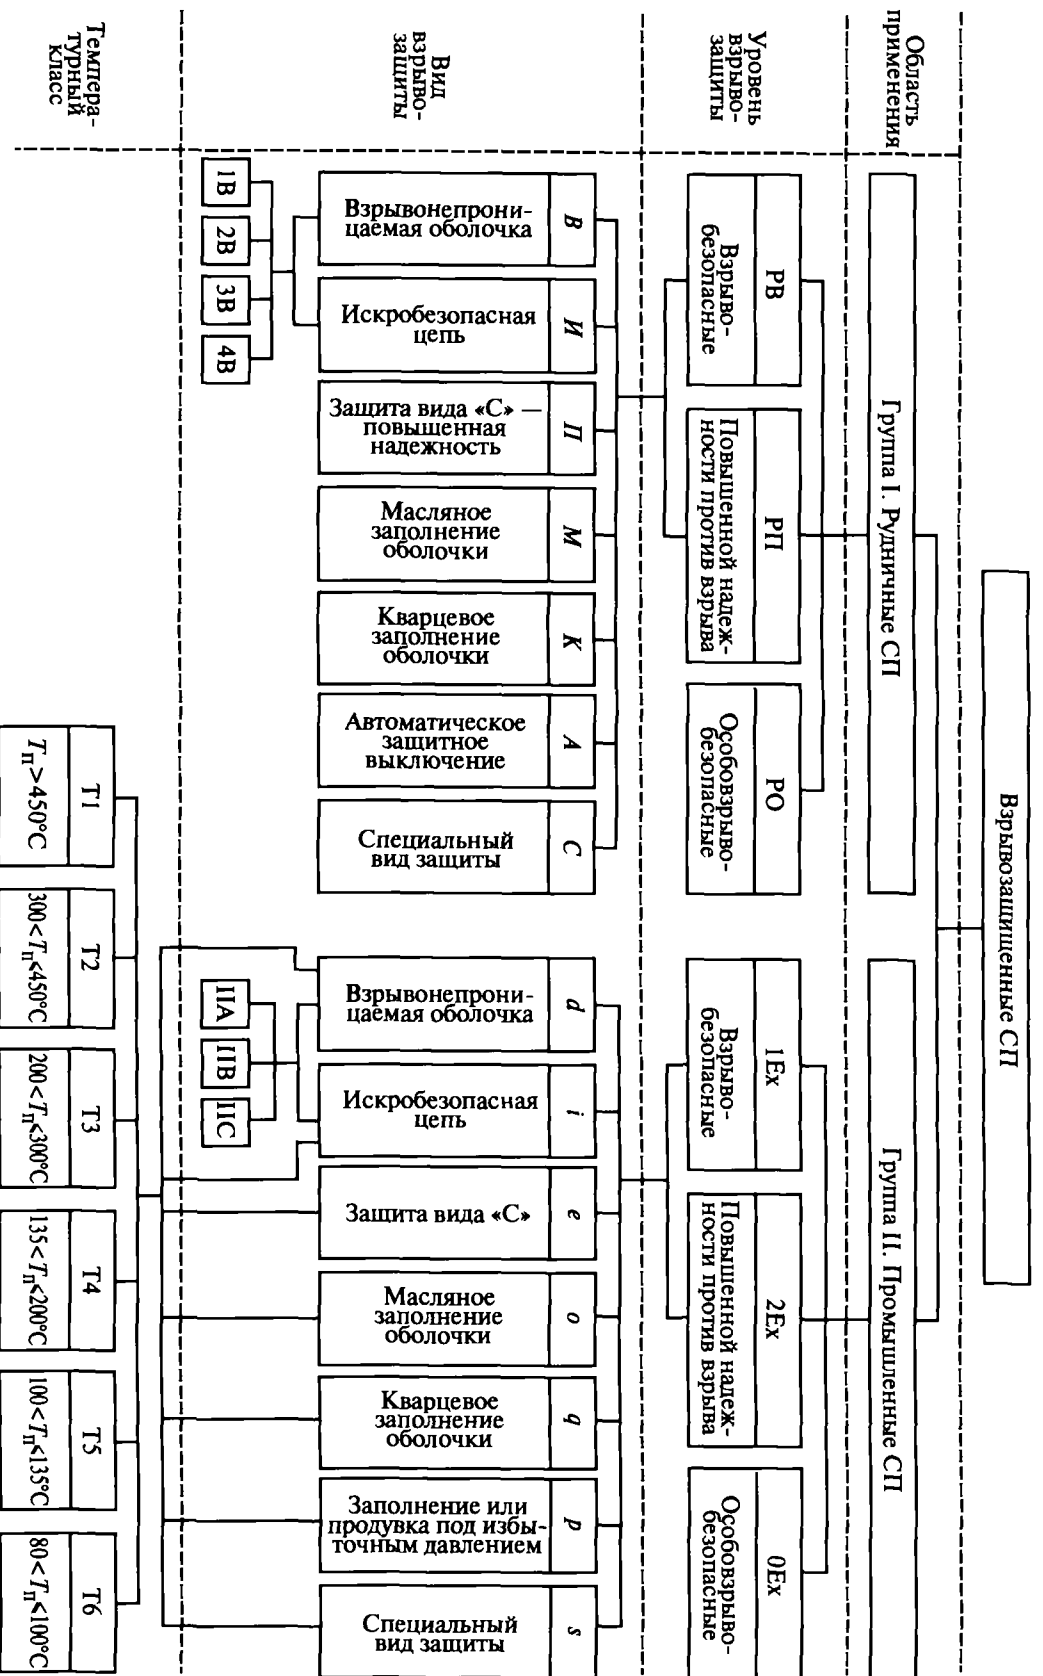 Взрывозащищенные СП
Область
применения
Группа I. Рудничные СП
Группа II. Промышленные СП
Уровень
взрыво-
защиты
РВ
Взрыво-
безопасные
РП
Повышенной надеж-
ности против взрыва
РО
Особовзрыво-
безопасные
1Ех
Взрыво-
безопасные
2Ех
Повышенной надеж-
ности против взрыва
0Ех
Особовзрыво-
безопасные
Вид
взрыво-
защиты
В
Взрывонепрони-
цаемая оболочка
И
Искробезопасная
цепь
П
Защита вида «С» —
повышенная
надежность
М
Масляное
заполнение
оболочки
К
Кварцевое
заполнение
оболочки
А
Автоматическое
защитное
выключение
С
Специальный
вид защиты
1В
2В
3В
4В
d
Взрывонепрони-
цаемая оболочка
i
Искробезопасная
цепь
e
Защита вида «С»
o
Масляное
заполнение
оболочки
q
Кварцевое
заполнение
оболочки
p
Заполнение или
продувка под избы-
точным давлением
s
Специальный
вид защиты
IIA
IIB
IIC
Темпера-
турный
класс
T1
Tп>450°C
T2
300<Tп<450°C
T3
200<Tп<300°C
T4
135<Tп<200°C
T5
100<Tп<135°C
T6
80<Tп<100°C